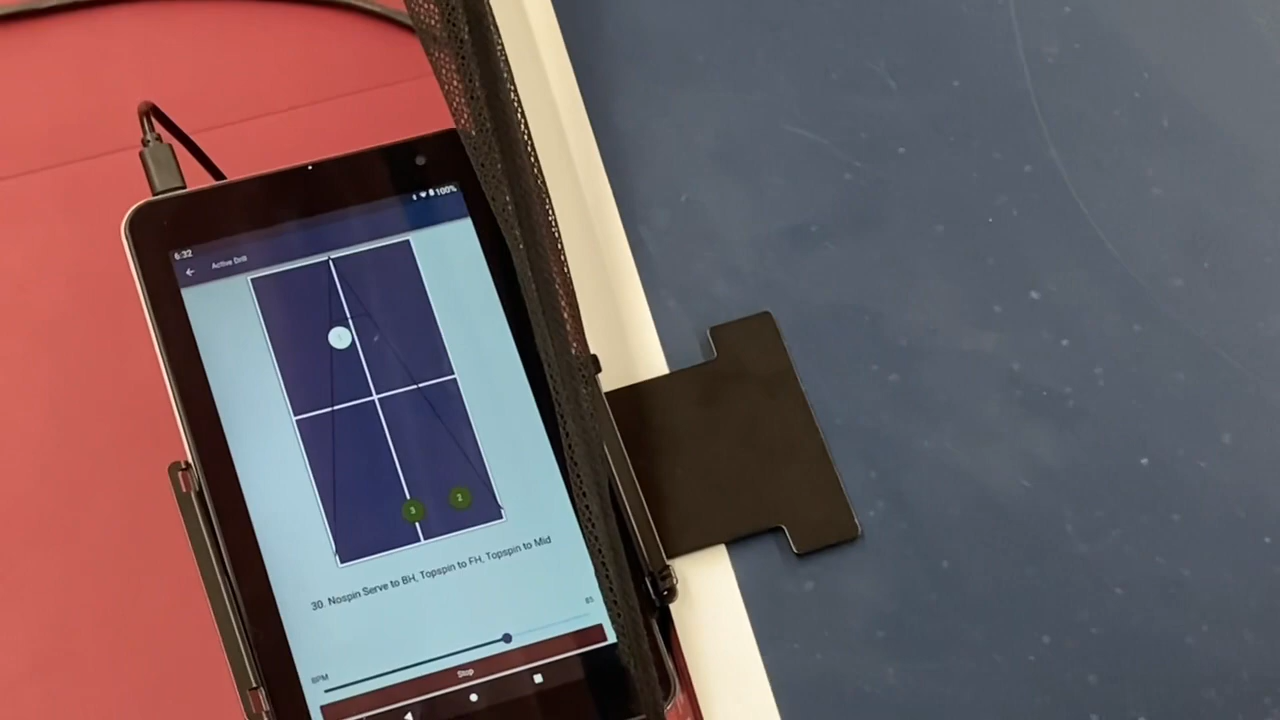 6:32
100%
Active Drill
1
3
2
30. Nospin Serve to BH, Topspin to FH, Topspin to Mid
85
BPM
Stop